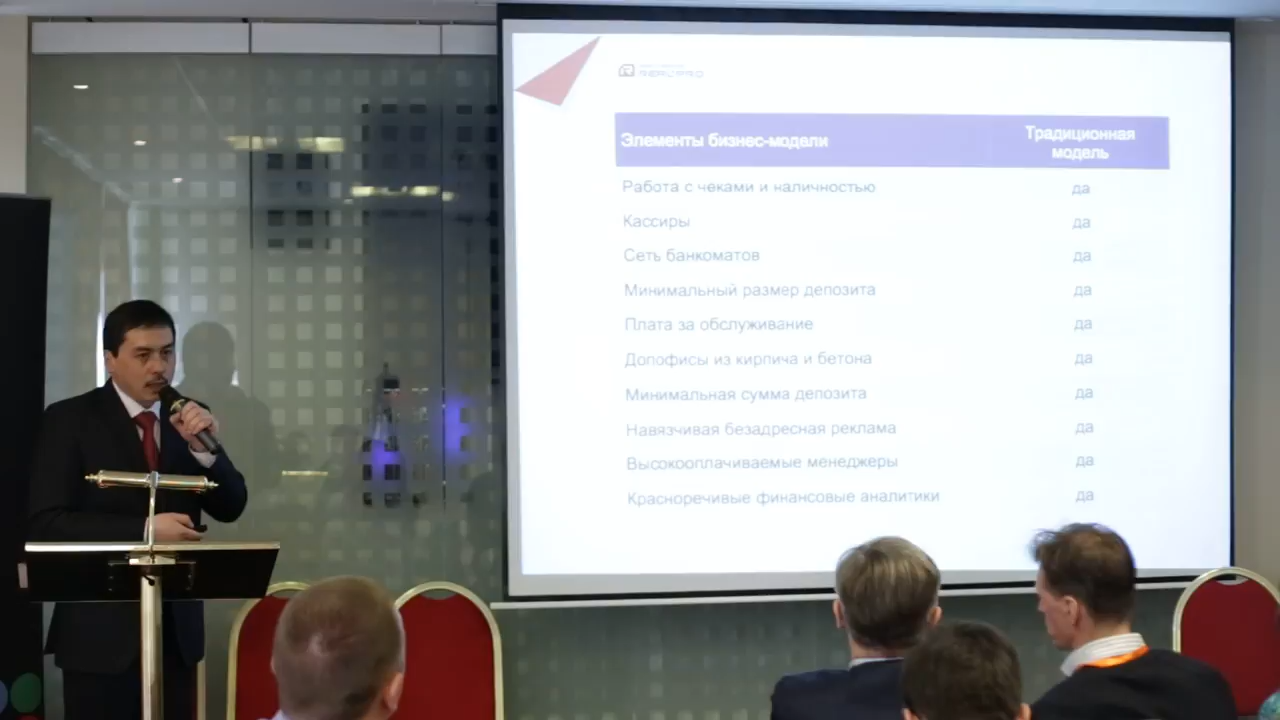 Элементы бизнес-модели Традиционная модель
Работа с чеками и наличностью да
Кассиры да
Сеть банкоматов да
Минимальный размер депозита да
Плата за обслуживание да
Допофисы из кирпича и бетона да
Минимальная сумма депозита да
Навязчивая безадресная реклама да
Высокооплачиваемые менеджеры да
Красноречивые финансовые аналитики да